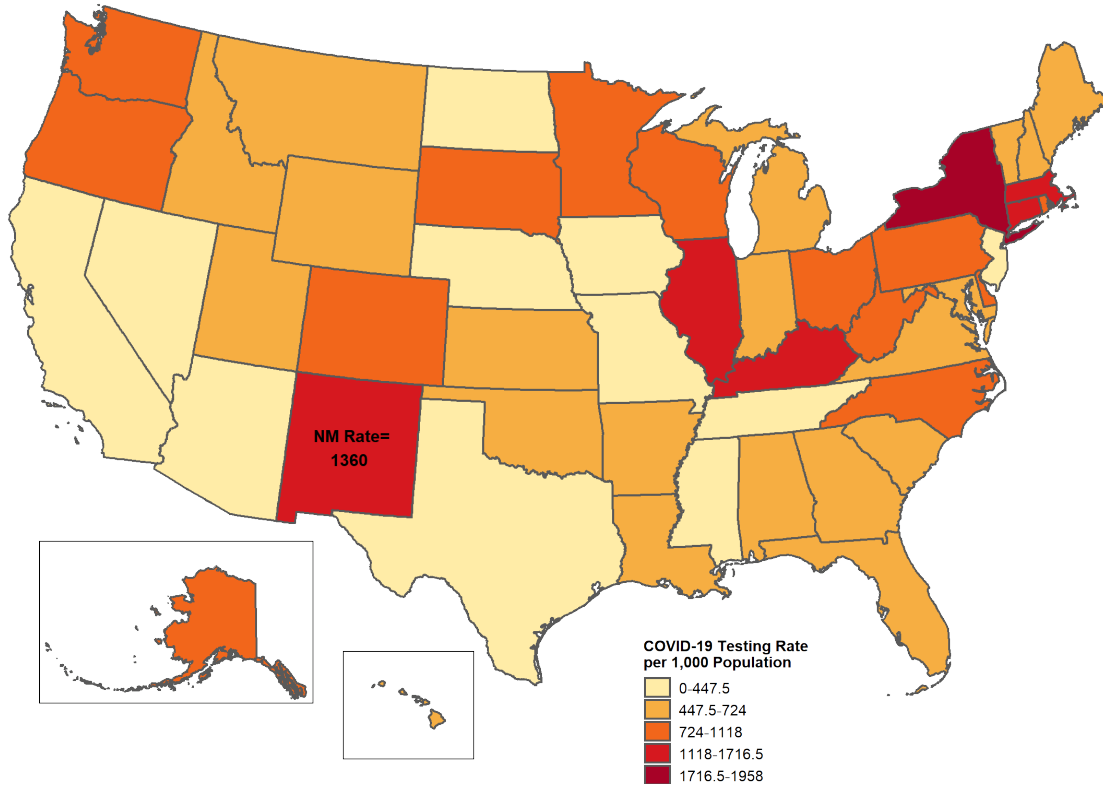 NM Rate=
1360
COVID-19 Testing Rate
per 1,000 Population
0-447.5
447.5-724
724-1118
1118-1716.5
1716.5-1958